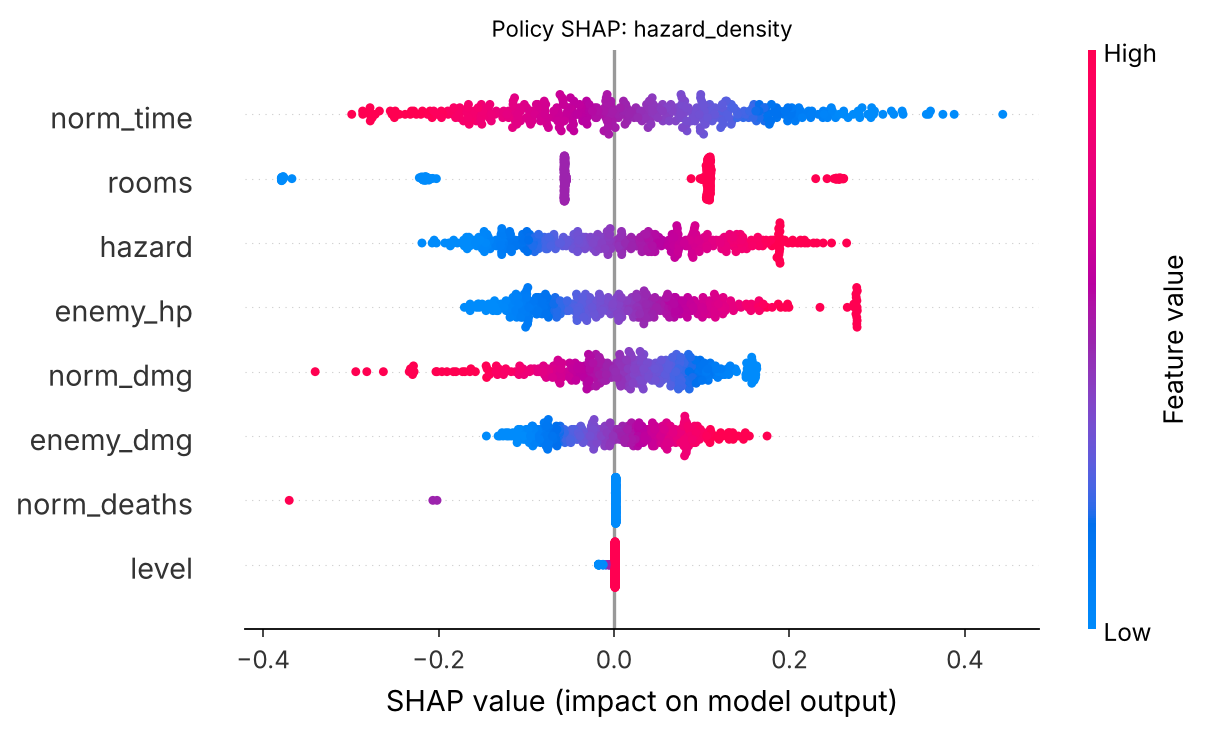 Policy SHAP: hazard_density
High
norm_time
rooms
hazard
enemy_hp
norm_dmg
enemy_dmg
norm_deaths
level
Feature value
Low
−0.4 −0.2 0.0 0.2 0.4
SHAP value (impact on model output)